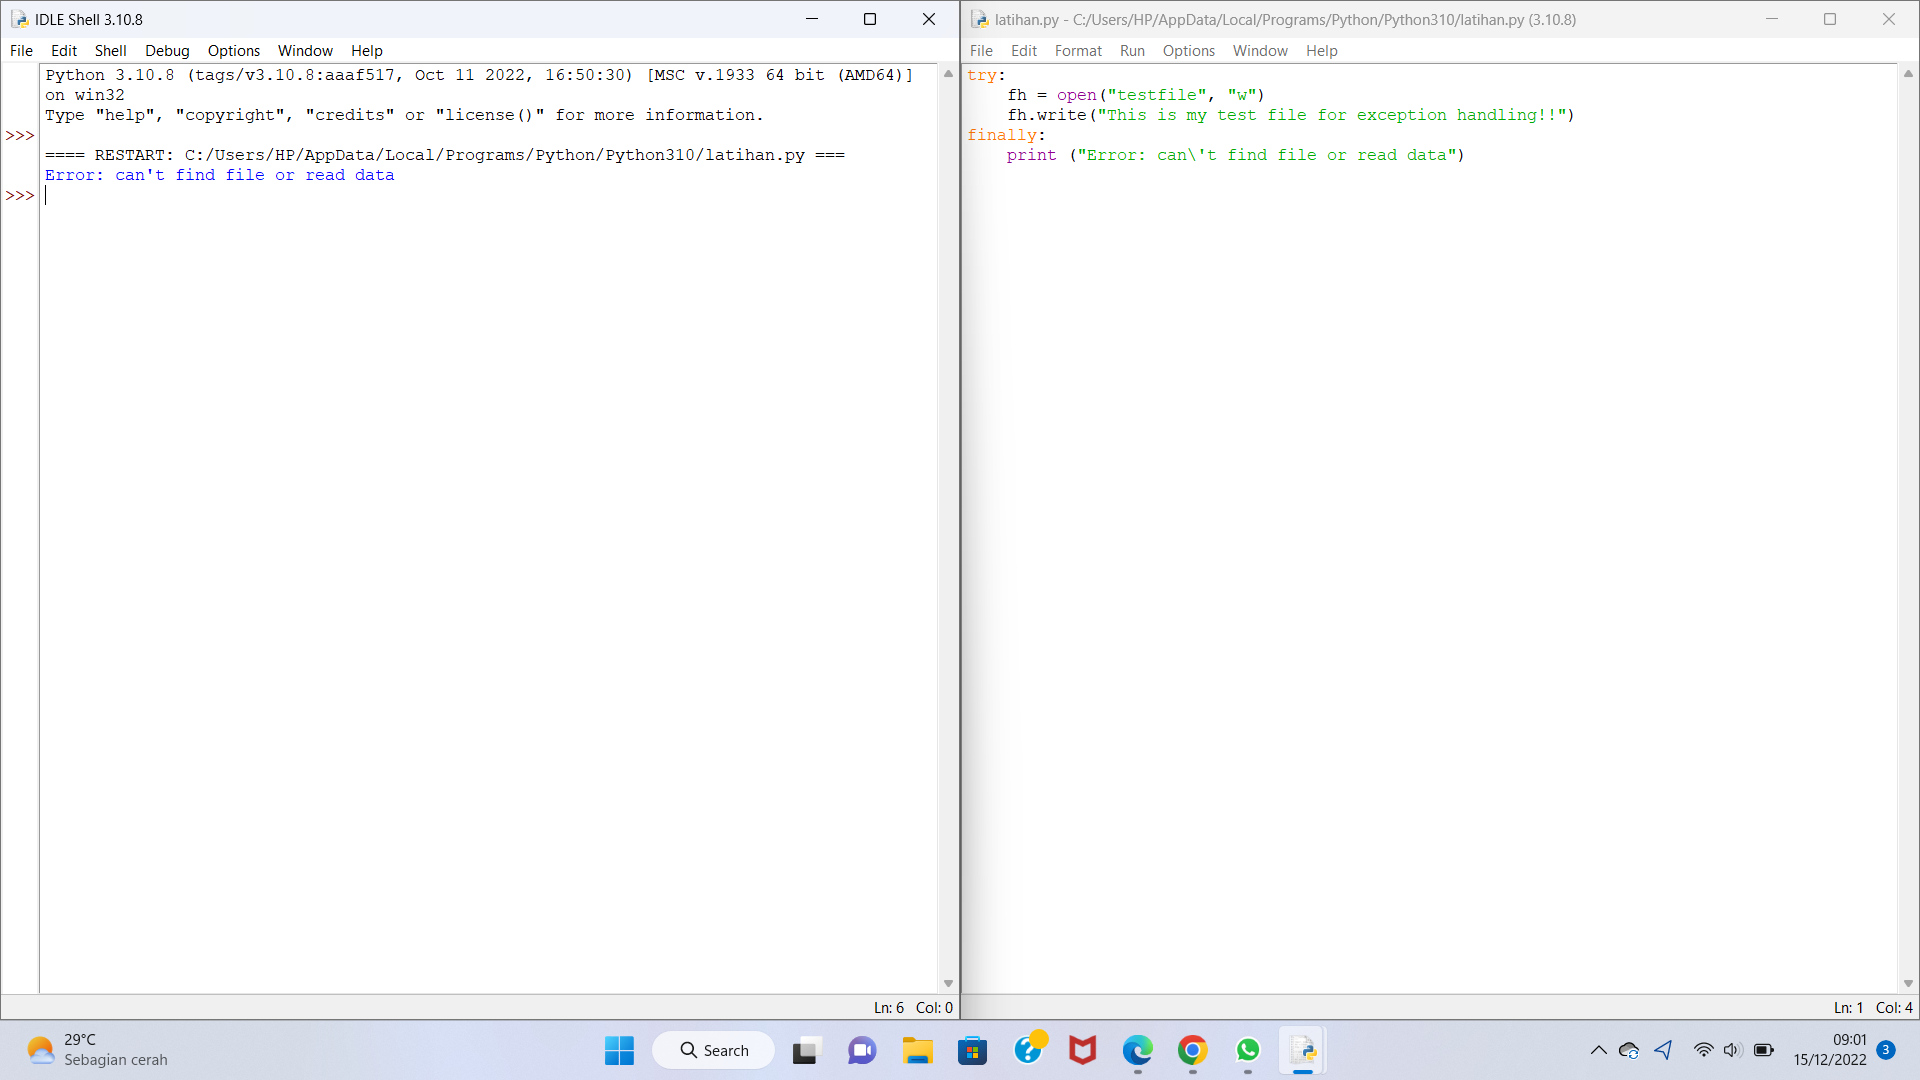 IDLE Shell 3.10.8
File Edit Shell Debug Options Window Help
Python 3.10.8 (tags/v3.10.8:aaaf517, Oct 11 2022, 16:50:30) [MSC v.1933 64 bit (AMD64)]
on win32
Type "help", "copyright", "credits" or "license()" for more information.
>>>
==== RESTART: C:/Users/HP/AppData/Local/Programs/Python/Python310/latihan.py ===
Error: can't find file or read data
>>>
Ln: 6 Col: 0
latihan.py - C:/Users/HP/AppData/Local/Programs/Python/Python310/latihan.py (3.10.8)
File Edit Format Run Options Window Help
try:
    fh = open("testfile", "w")
    fh.write("This is my test file for exception handling!!")
finally:
    print ("Error: can\'t find file or read data")
Ln: 1 Col: 4
29°C
Sebagian cerah
Search
09:01
15/12/2022
3